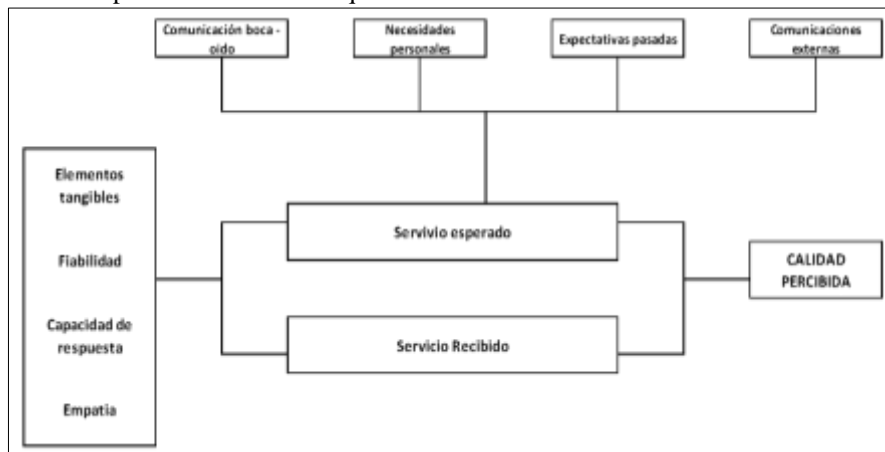 Comunicación boca -
oido
Necesidades
personales
Expectativas pasadas
Comunicaciones
externas
Elementos
tangibles
Fiabilidad
Capacidad de
respuesta
Empatia
Servivio esperado
Servicio Recibido
CALIDAD
PERCIBIDA